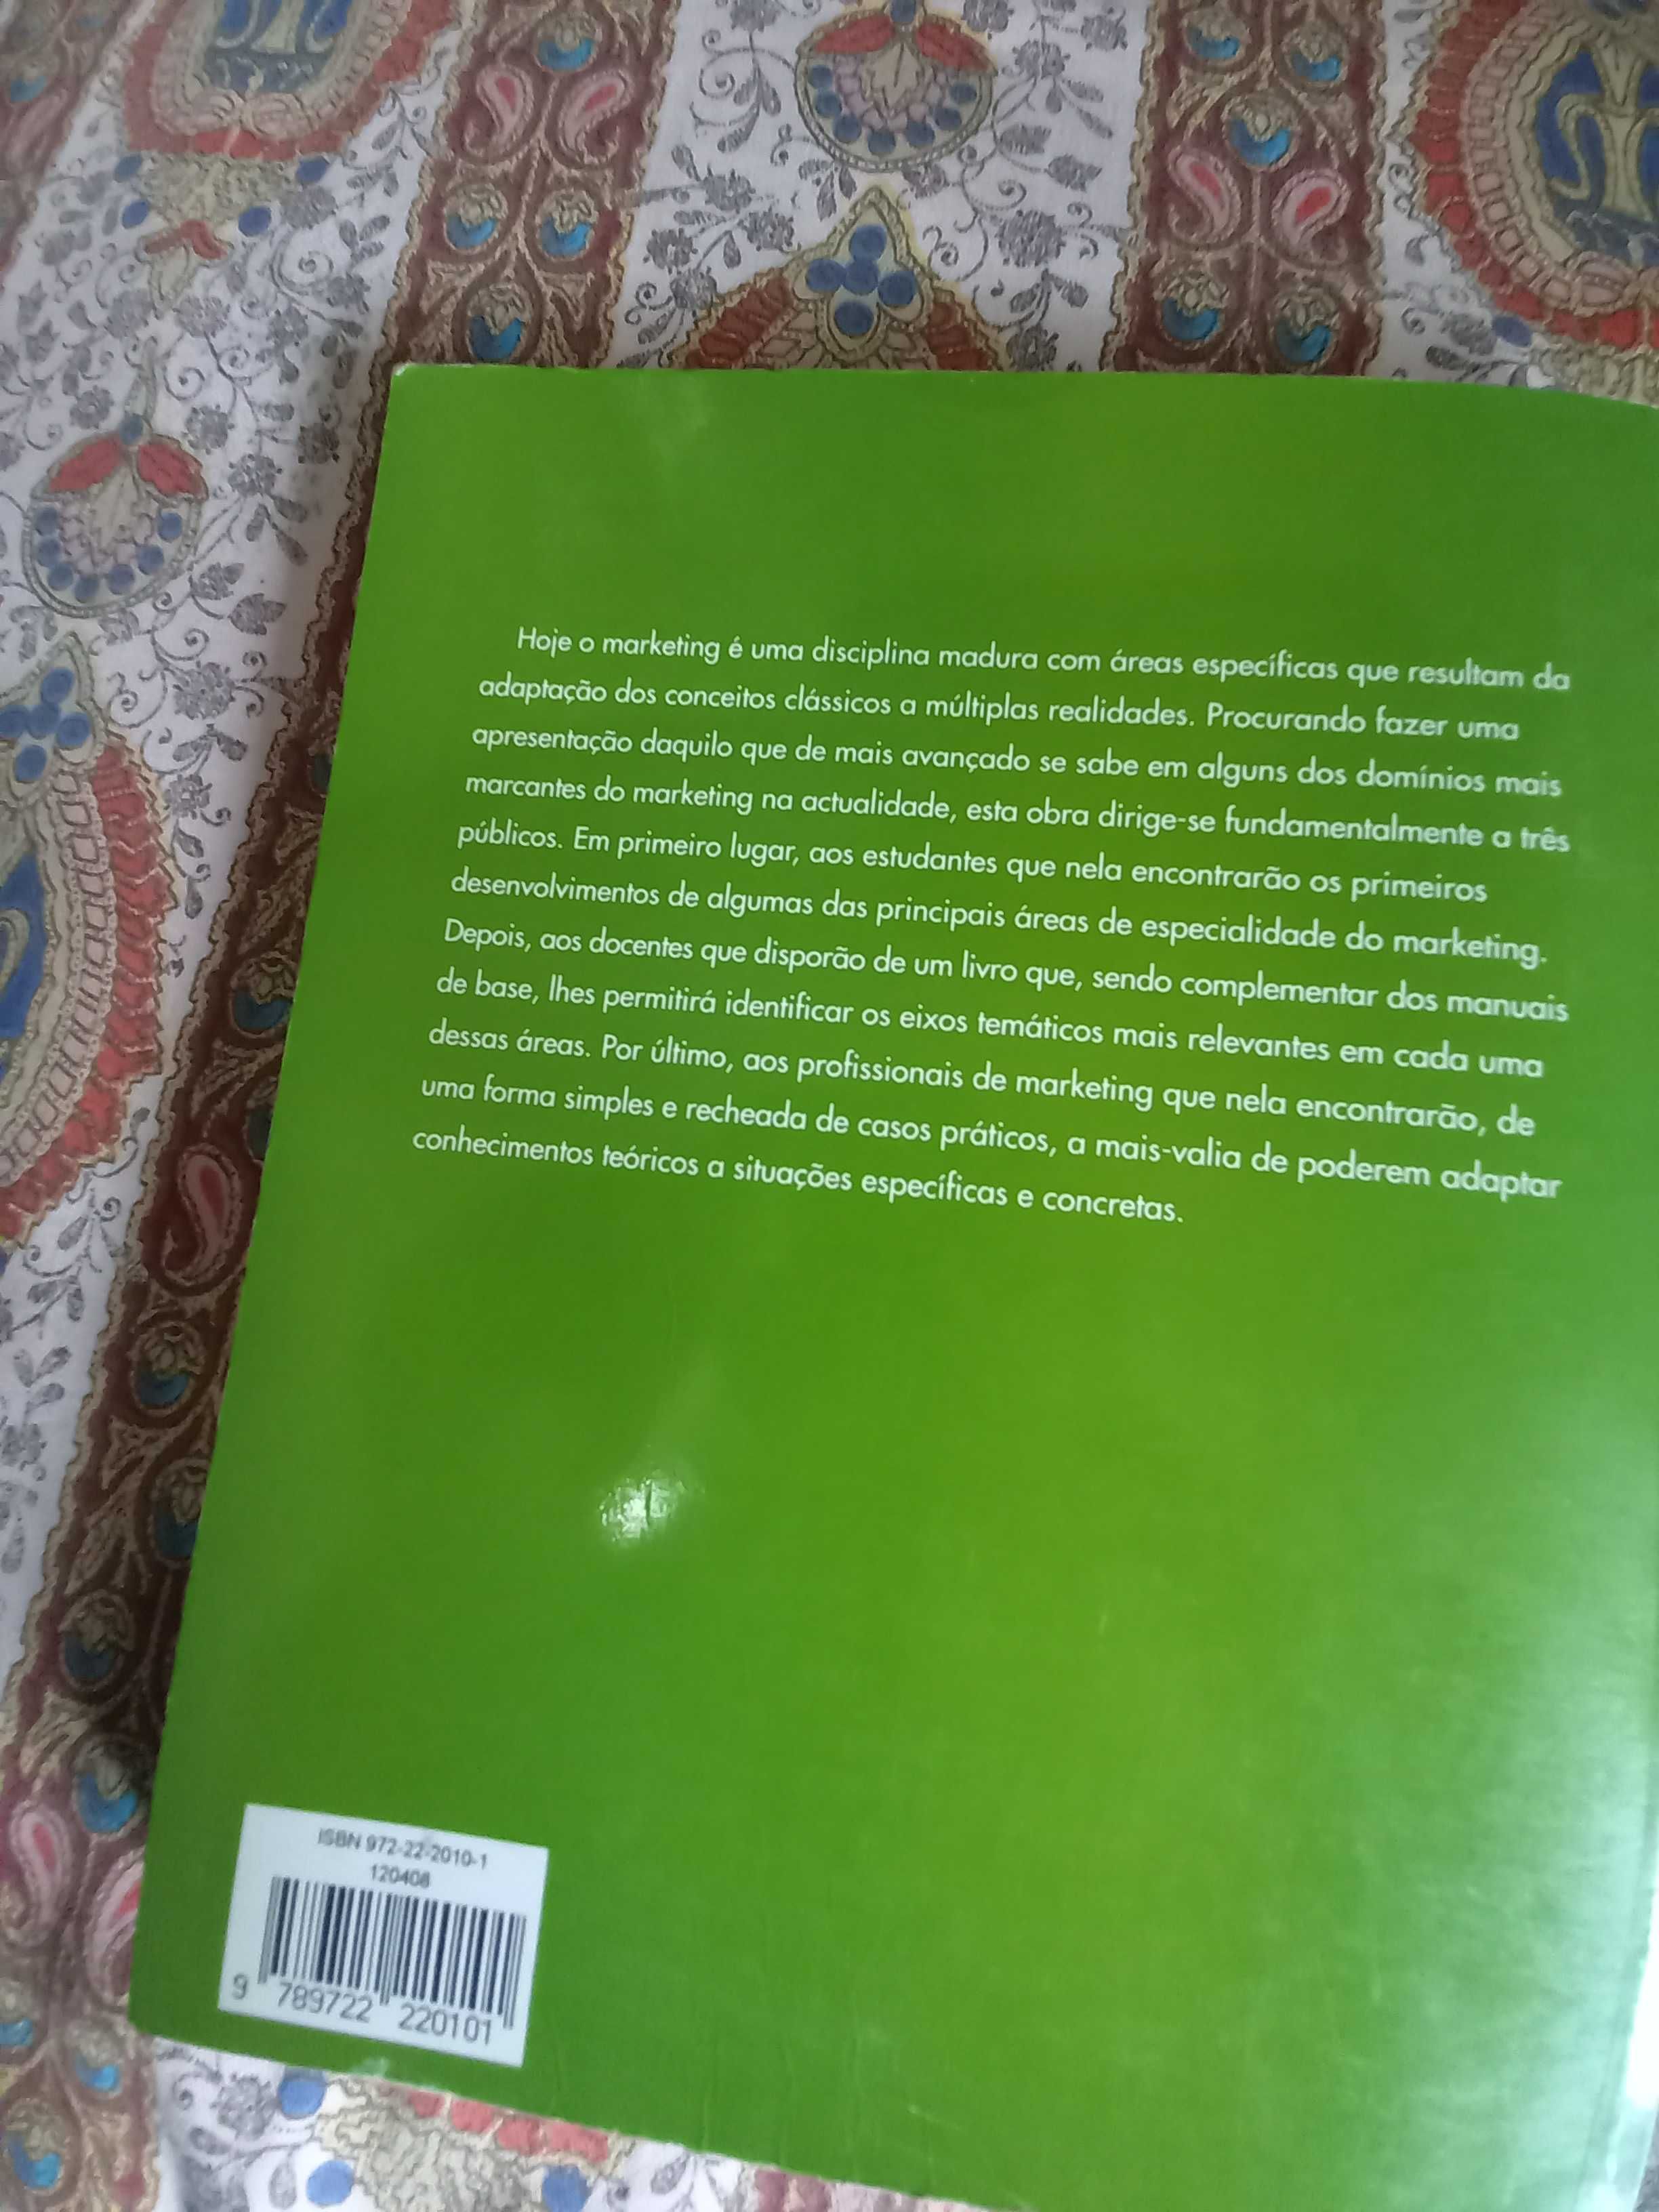 Hoje o marketing é uma disciplina madura com áreas específicas que resultam da
adaptação dos conceitos clássicos a múltiplas realidades. Procurando fazer uma
apresentação daquilo que de mais avançado se sabe em alguns dos domínios mais
marcantes do marketing na actualidade, esta obra dirige-se fundamentalmente a três
públicos. Em primeiro lugar, aos estudantes que nela encontrarão os primeiros
desenvolvimentos de algumas das principais áreas de especialidade do marketing.
Depois, aos docentes que disporão de um livro que, sendo complementar dos manuais
de base, lhes permitirá identificar os eixos temáticos mais relevantes em cada uma
dessas áreas. Por último, aos profissionais de marketing que nela encontrarão, de
uma forma simples e recheada de casos práticos, a mais-valia de poderem adaptar
conhecimentos teóricos a situações específicas e concretas.
ISBN 972-22-2010-1
120408
9 789722 220101